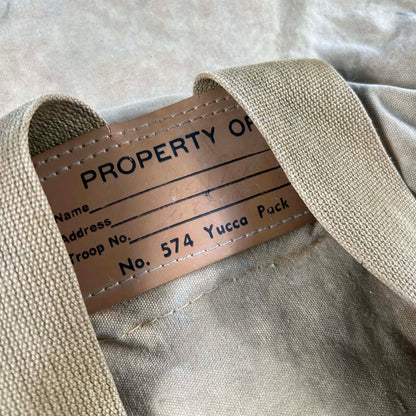 PROPERTY OF
Name
Address
Troop No.
No. 574 Yucca Pack